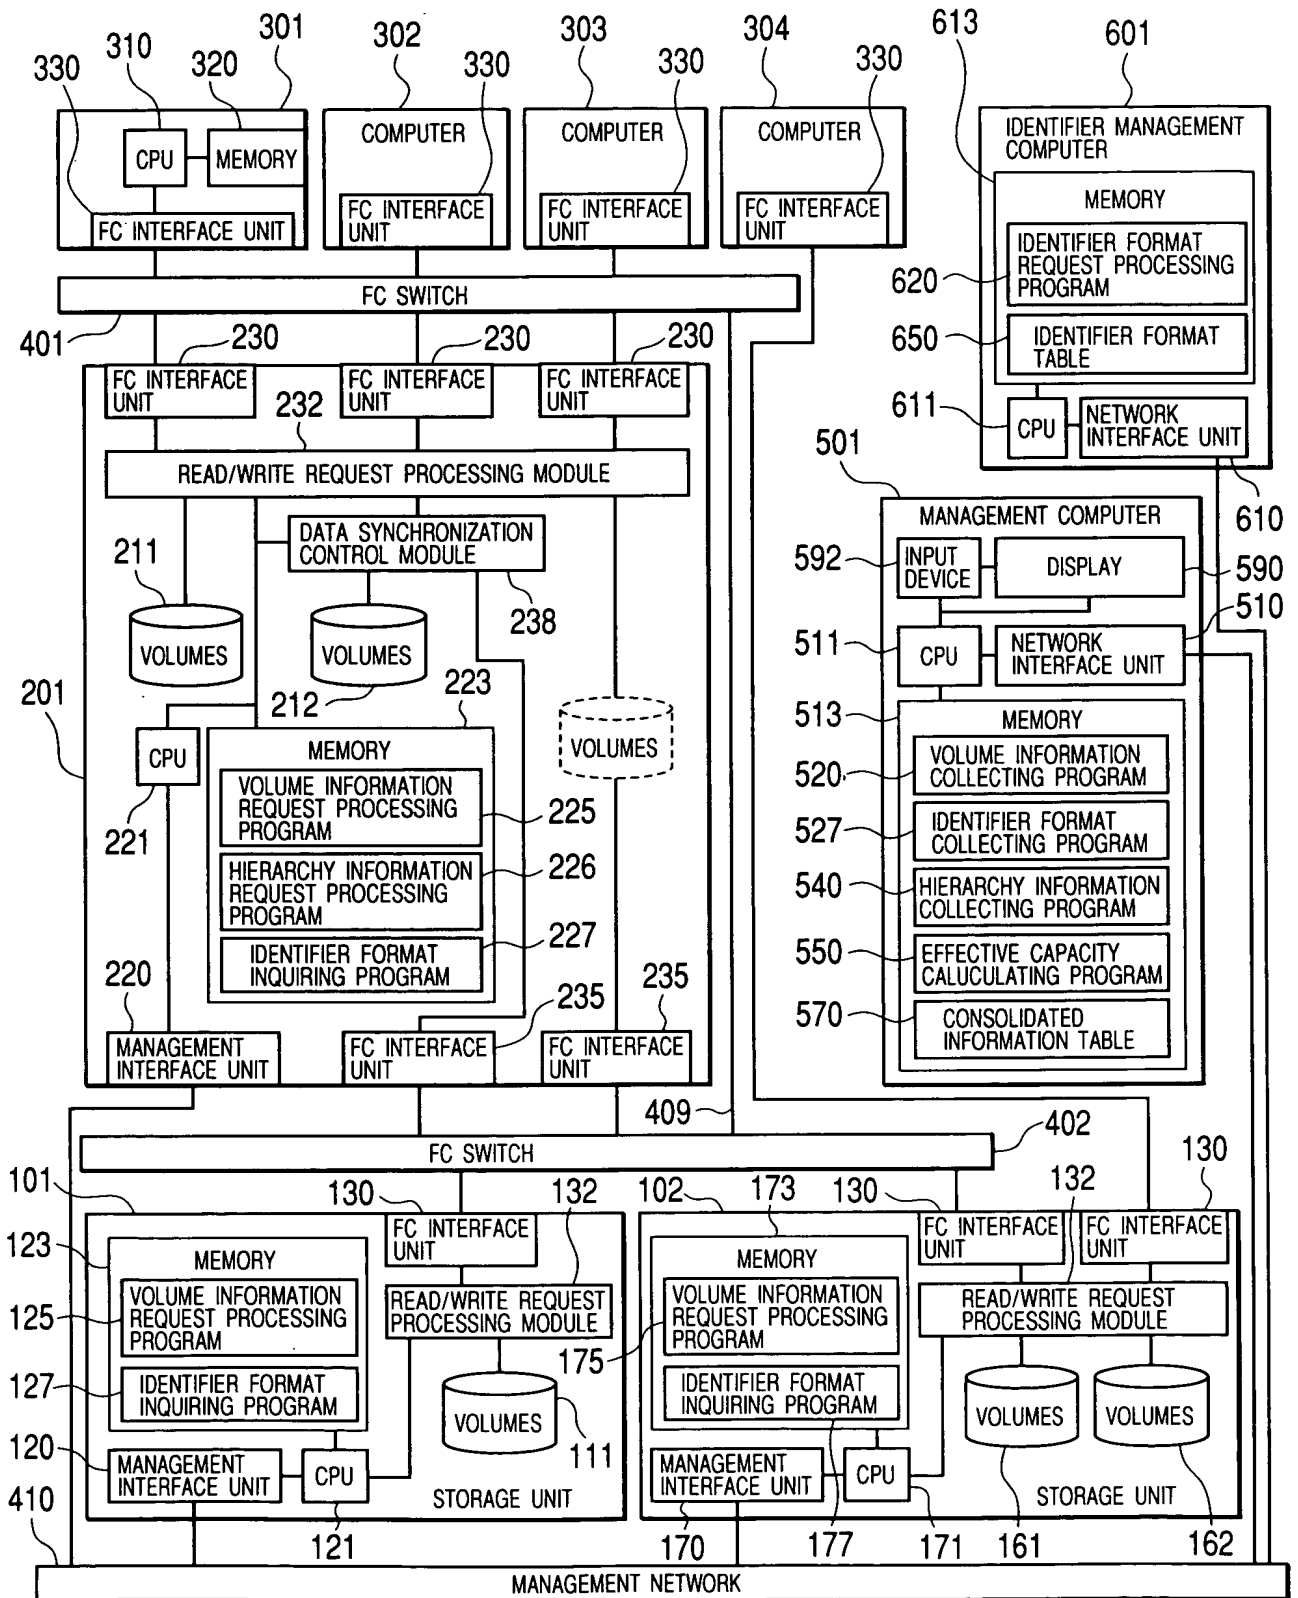 613
601
310
301
302
303
304
330
320
330
330
330
COMPUTER
COMPUTER
COMPUTER
IDENTIFIER MANAGEMENT
COMPUTER
CPU
MEMORY
MEMORY
FC INTERFACE UNIT
FC INTERFACE
UNIT
FC INTERFACE
UNIT
FC INTERFACE
UNIT
IDENTIFIER FORMAT
REQUEST PROCESSING
PROGRAM
620
FC SWITCH
401
230
230
230
650
IDENTIFIER FORMAT
TABLE
FC INTERFACE
UNIT
FC INTERFACE
UNIT
FC INTERFACE
UNIT
232
611
CPU
NETWORK
INTERFACE UNIT
READ/WRITE REQUEST PROCESSING MODULE
501
610
MANAGEMENT COMPUTER
DATA SYNCHRONIZATION
CONTROL MODULE
211
238
592
INPUT
DEVICE
DISPLAY
590
510
VOLUMES
VOLUMES
212
511
CPU
NETWORK
INTERFACE UNIT
201
223
VOLUMES
513
MEMORY
CPU
221
MEMORY
VOLUME INFORMATION
REQUEST PROCESSING
PROGRAM
225
HIERARCHY INFORMATION
REQUEST PROCESSING
PROGRAM
226
IDENTIFIER FORMAT
INQUIRING PROGRAM
227
520
VOLUME INFORMATION
COLLECTING PROGRAM
527
IDENTIFIER FORMAT
COLLECTING PROGRAM
540
HIERARCHY INFORMATION
COLLECTING PROGRAM
550
EFFECTIVE CAPACITY
CALUCULATING PROGRAM
570
CONSOLIDATED
INFORMATION TABLE
220
235
235
MANAGEMENT
INTERFACE UNIT
FC INTERFACE
UNIT
FC INTERFACE
UNIT
409
402
FC SWITCH
101
130
132
102
173
130
132
130
FC INTERFACE
UNIT
FC INTERFACE
UNIT
FC INTERFACE
UNIT
123
MEMORY
MEMORY
125
VOLUME INFORMATION
REQUEST PROCESSING
PROGRAM
READ/WRITE REQUEST
PROCESSING MODULE
VOLUME INFORMATION
REQUEST PROCESSING
PROGRAM
175
READ/WRITE REQUEST
PROCESSING MODULE
127
IDENTIFIER FORMAT
INQUIRING PROGRAM
VOLUMES
111
IDENTIFIER FORMAT
INQUIRING PROGRAM
VOLUMES
VOLUMES
120
MANAGEMENT
INTERFACE UNIT
CPU
STORAGE UNIT
MANAGEMENT
INTERFACE UNIT
CPU
STORAGE UNIT
410
121
170
177
171
161
162
MANAGEMENT NETWORK